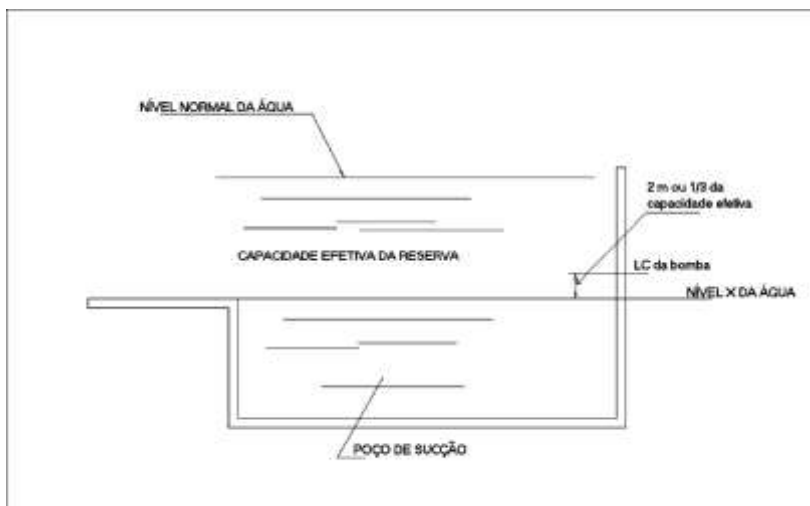 NÍVEL NORMAL DA ÁGUA
2 m ou 1/3 da
capacidade efetiva
CAPACIDADE EFETIVA DA RESERVA
LC da bomba
NÍVEL X DA ÁGUA
POÇO DE SUCÇÃO